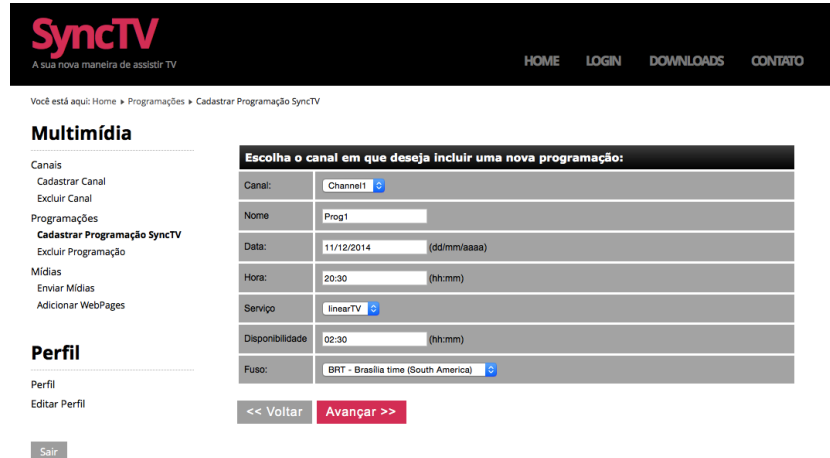 SyncTV
A sua nova maneira de assistir TV
HOME LOGIN DOWNLOADS CONTATO
Você está aqui: Home ▸ Programações ▸ Cadastrar Programação SyncTV
Multimídia
Canais
Cadastrar Canal
Excluir Canal
Programações
Cadastrar Programação SyncTV
Excluir Programação
Mídias
Enviar Mídias
Adicionar WebPages
Perfil
Perfil
Editar Perfil
Sair
Escolha o canal em que deseja incluir uma nova programação:
Canal: Channel1
Nome Prog1
Data: 11/12/2014 (dd/mm/aaaa)
Hora: 20:30 (hh:mm)
Serviço linearTV
Disponibilidade 02:30 (hh:mm)
Fuso: BRT - Brasília time (South America)
<< Voltar Avançar >>